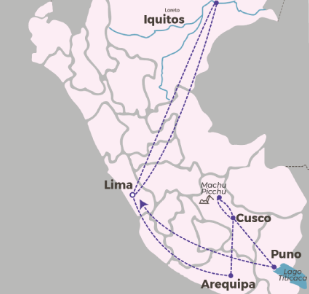 Loreto
Iquitos
Lima
Machu
Picchu
Cusco
Puno
Lago
Titicaca
Arequipa